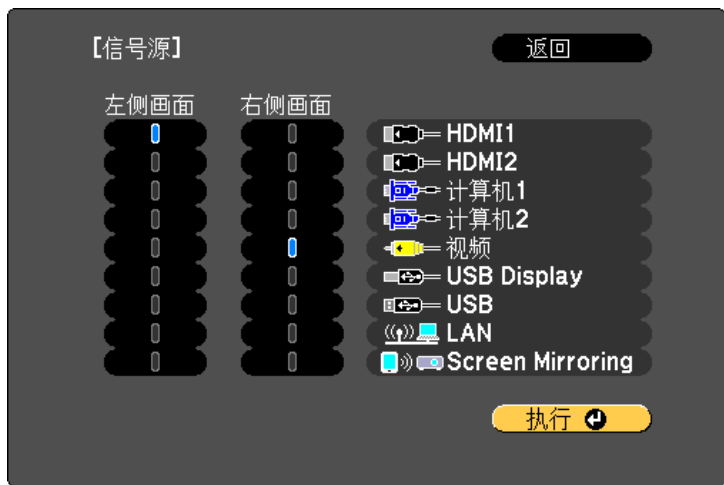 【信号源】 返回
左侧画面 右侧画面
HDMI1
HDMI2
计算机1
计算机2
视频
USB Display
USB
LAN
Screen Mirroring
执行